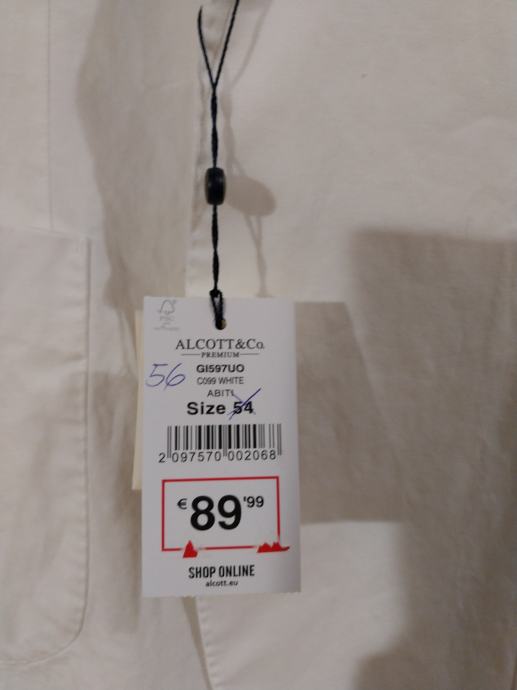 FSC
ALCOTT&Co.
PREMIUM
56
GI597UO
C099 WHITE
ABITI
Size 54
2 097570 002068
€89'99
SHOP ONLINE
alcott.eu